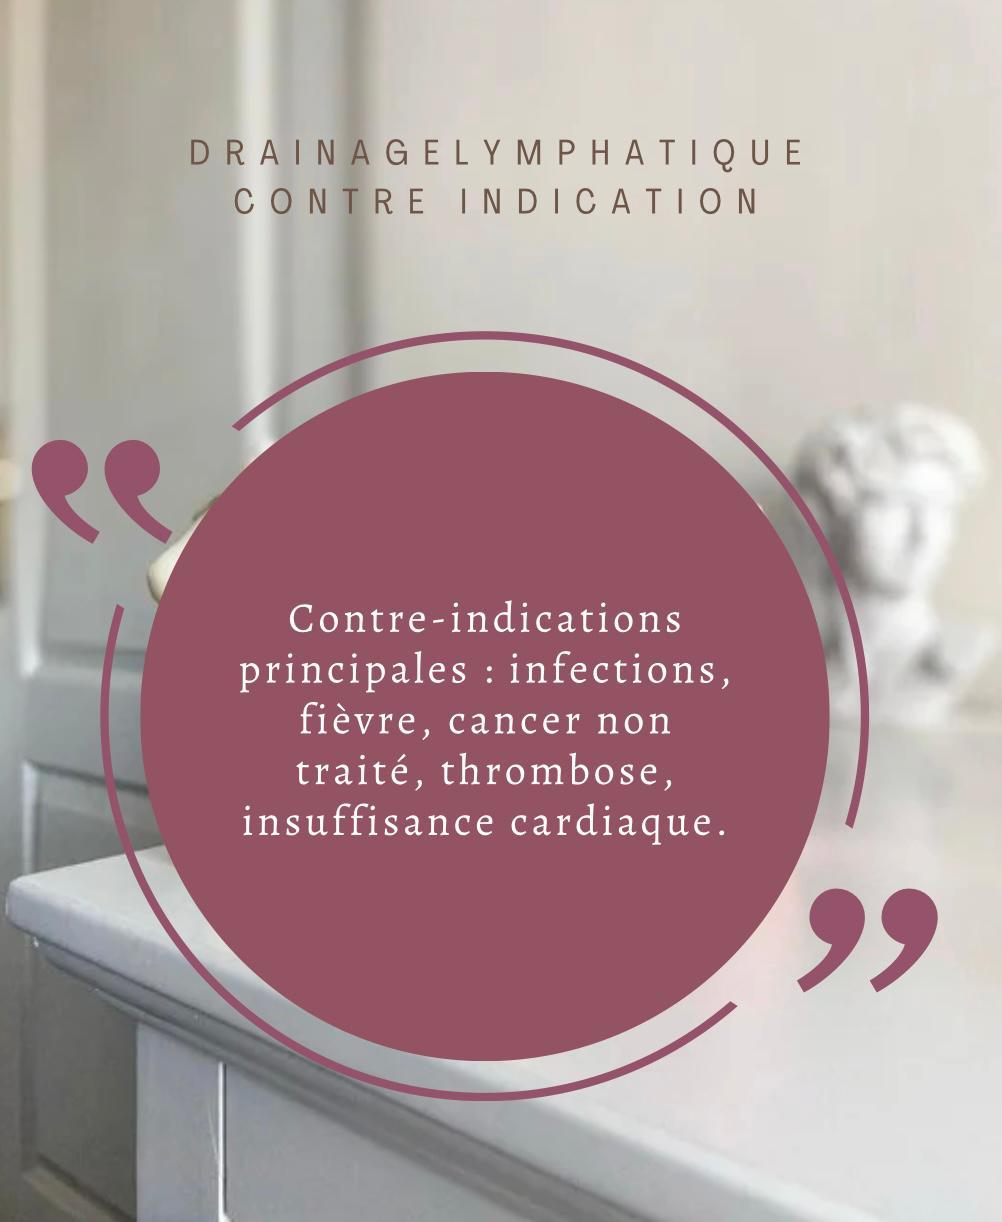 DRAINAGELYMPHATIQUE
CONTRE INDICATION
“
Contre-indications
principales : infections,
fièvre, cancer non
traité, thrombose,
insuffisance cardiaque.
”